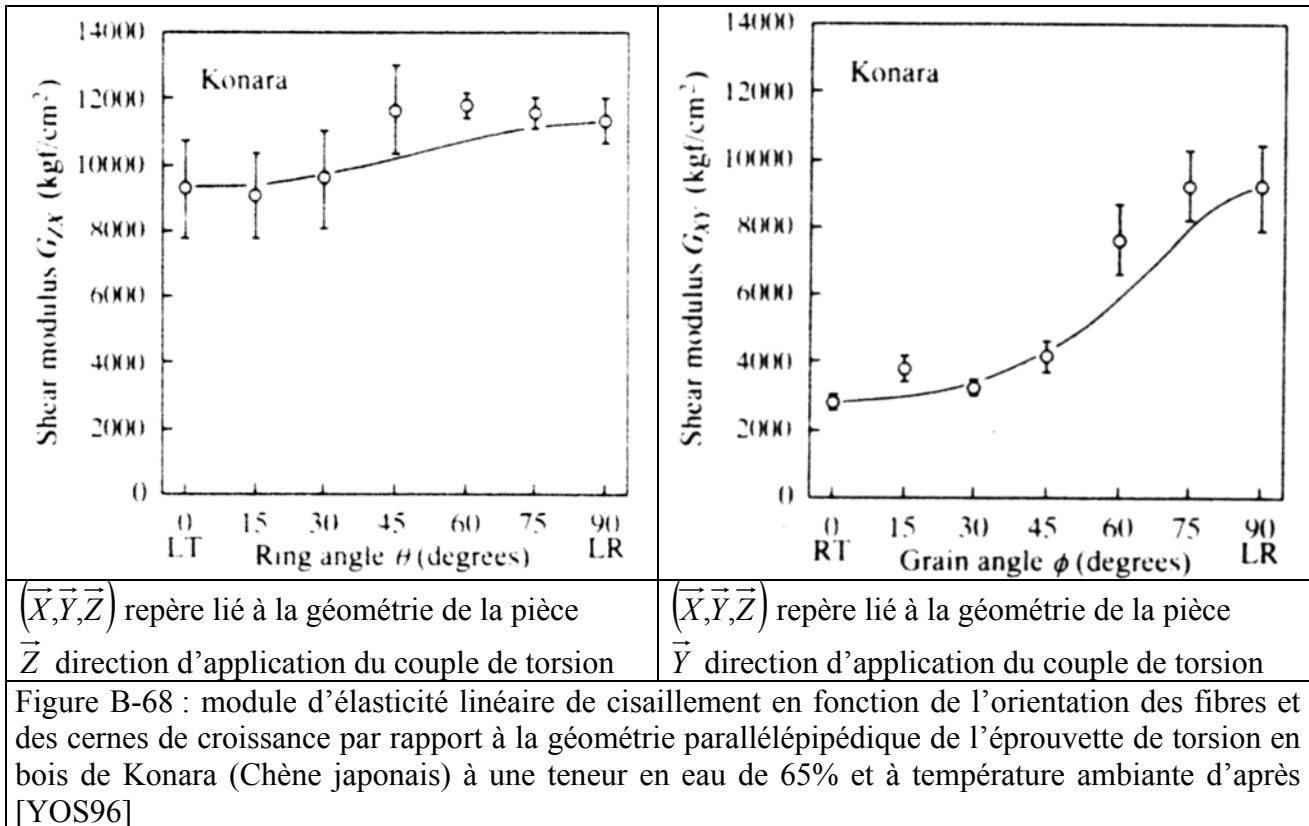 14000
12000
10000
8000
6000
4000
2000
0
Shear modulus G_ZX (kgf/cm²)
Konara
0 15 30 45 60 75 90
LT LR
Ring angle θ (degrees)
14000
12000
10000
8000
6000
4000
2000
0
Shear modulus G_XY (kgf/cm²)
Konara
0 15 30 45 60 75 90
RT LR
Grain angle ϕ (degrees)
(X⃗,Y⃗,Z⃗) repère lié à la géométrie de la pièce
Z⃗ direction d’application du couple de torsion
(X⃗,Y⃗,Z⃗) repère lié à la géométrie de la pièce
Y⃗ direction d’application du couple de torsion
Figure B-68 : module d’élasticité linéaire de cisaillement en fonction de l’orientation des fibres et
des cernes de croissance par rapport à la géométrie parallélépipédique de l’éprouvette de torsion en
bois de Konara (Chène japonais) à une teneur en eau de 65% et à température ambiante d’après
[YOS96]